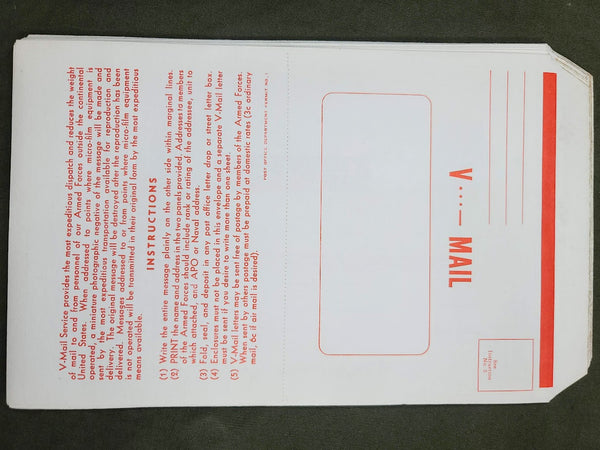 V-Mail Service provides the most expeditious dispatch and reduces the weight
of mail to and from personnel of our Armed Forces outside the continental
United States. When addressed to points where micro-film equipment is
operated, a miniature photographic negative of the message will be made and
sent by the most expeditious transportation available for reproduction and
delivery. The original message will be destroyed after the reproduction has been
delivered. Messages addressed to or from points where micro-film equipment
is not operated will be transmitted in their original form by the most expeditious
means available.
INSTRUCTIONS
(1) Write the entire message plainly on the other side within marginal lines.
(2) PRINT the name and address in the two panels provided. Addresses to members
of the Armed Forces should include rank or rating of the addressee, unit to
which attached, and APO or Naval address.
(3) Fold, seal, and deposit in any post office letter drop or street letter box.
(4) Enclosures must not be placed in this envelope and a separate V-Mail letter
must be sent if you desire to write more than one sheet.
(5) V-Mail letters may be sent free of postage by members of the Armed Forces.
When sent by others postage must be prepaid at domestic rates (3c ordinary
mail, 6c if air mail is desired).
POST OFFICE DEPARTMENT PERMIT NO. 1
V...— MAIL
See
Instruction
No. 5